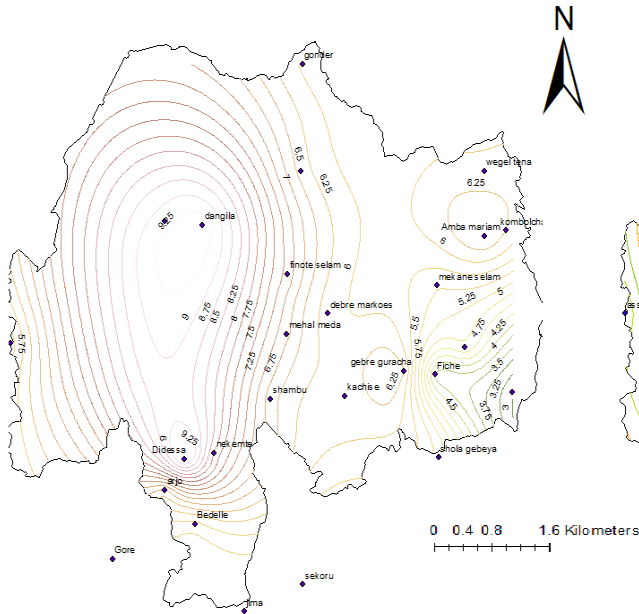 N
gonder
6.5
7
6.25
wegel tena
6.25
9.25
dangila
Amba mariam
kombolcha
6
finote selam
6
mekane selam
8.25
8.75
8.5
9
8
7.75
7.5
5.25
5
debre markoes
5.5
mehal meda
4.75
4.25
5.75
5.75
4
7.25
6.75
gebre guracha
3.5
Fiche
6.25
3.25
shambu
kachise
4.5
3.75
3
9
9.25
Didessa
nekemte
shola gebeya
arjo
Bedelle
0 0.4 0.8 1.6 Kilometers
Gore
sekoru
jima